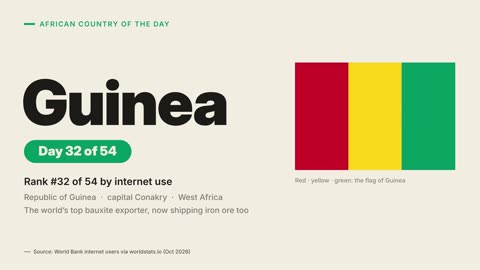 AFRICAN COUNTRY OF THE DAY
Guinea
Day 32 of 54
Rank #32 of 54 by internet use
Republic of Guinea · capital Conakry · West Africa
The world's top bauxite exporter, now shipping iron ore too
Red · yellow · green: the flag of Guinea
Source: World Bank internet users via worldstats.io (Oct 2026)